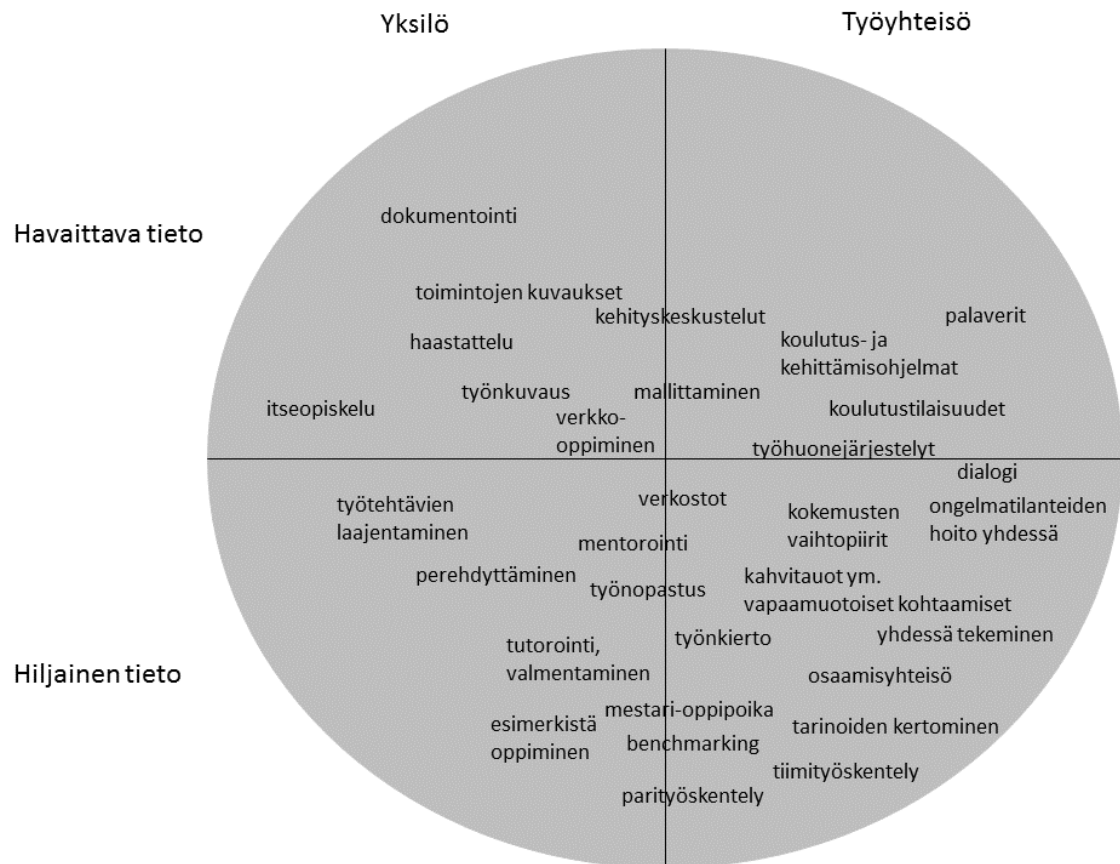 Yksilö
Työyhteisö
Havaittava tieto
dokumentointi
toimintojen kuvaukset
kehityskeskustelut
palaverit
haastattelu
koulutus- ja
kehittämisohjelmat
työnkuvaus
mallittaminen
itseopiskelu
koulutustilaisuudet
verkko-
oppiminen
työhuonejärjestelyt
dialogi
työtehtävien
laajentaminen
verkostot
kokemusten
vaihtopiirit
ongelmatilanteiden
hoito yhdessä
mentorointi
perehdyttäminen
työnopastus
kahvitauot ym.
vapaamuotoiset kohtaamiset
työnkierto
yhdessä tekeminen
tutorointi,
valmentaminen
Hiljainen tieto
osaamisyhteisö
mestari-oppipoika
esimerkistä
oppiminen
tarinoiden kertominen
benchmarking
tiimityöskentely
parityöskentely